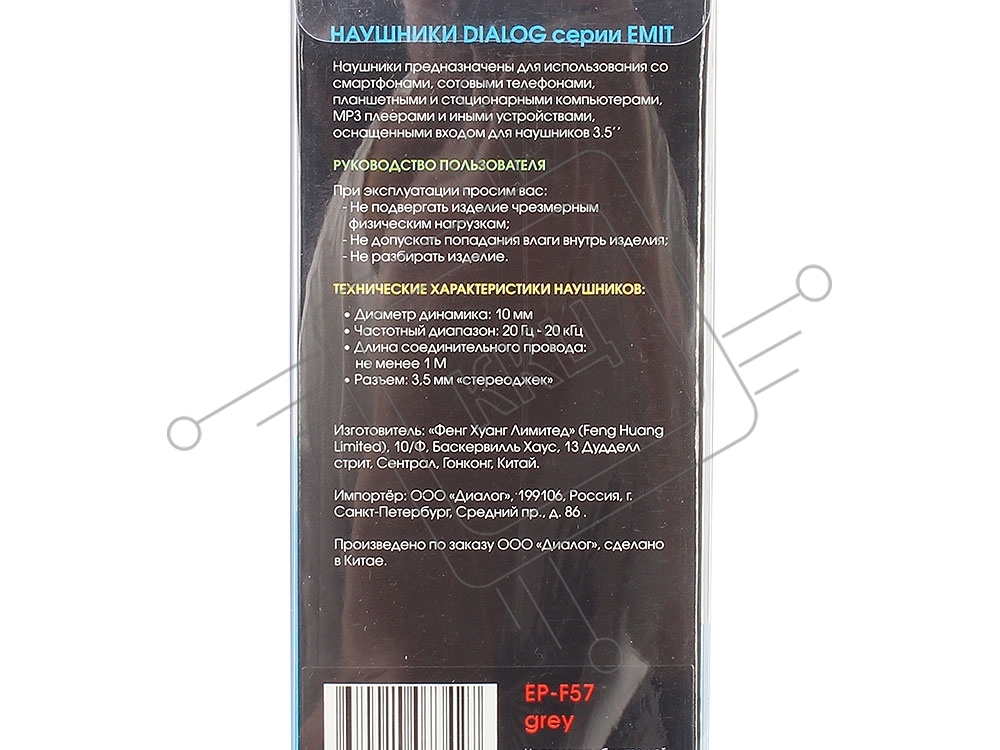 НАУШНИКИ DIALOG серии EMIT
Наушники предназначены для использования со
смартфонами, сотовыми телефонами,
планшетными и стационарными компьютерами,
MP3 плеерами и иными устройствами,
оснащенными входом для наушников 3.5´´
РУКОВОДСТВО ПОЛЬЗОВАТЕЛЯ
При эксплуатации просим вас:
- Не подвергать изделие чрезмерным
физическим нагрузкам;
- Не допускать попадания влаги внутрь изделия;
- Не разбирать изделие.
ТЕХНИЧЕСКИЕ ХАРАКТЕРИСТИКИ НАУШНИКОВ:
• Диаметр динамика: 10 мм
• Частотный диапазон: 20 Гц - 20 кГц
• Длина соединительного провода:
не менее 1 М
• Разъем: 3,5 мм «стереоджек»
ККЦ
Изготовитель: «Фенг Хуанг Лимитед» (Feng Huang
Limited), 10/Ф, Баскервилль Хаус, 13 Дудделл
стрит, Сентрал, Гонконг, Китай.
Импортёр: ООО «Диалог», 199106, Россия, г.
Санкт-Петербург, Средний пр., д. 86 .
Произведено по заказу ООО «Диалог», сделано
в Китае.
EP-F57
grey